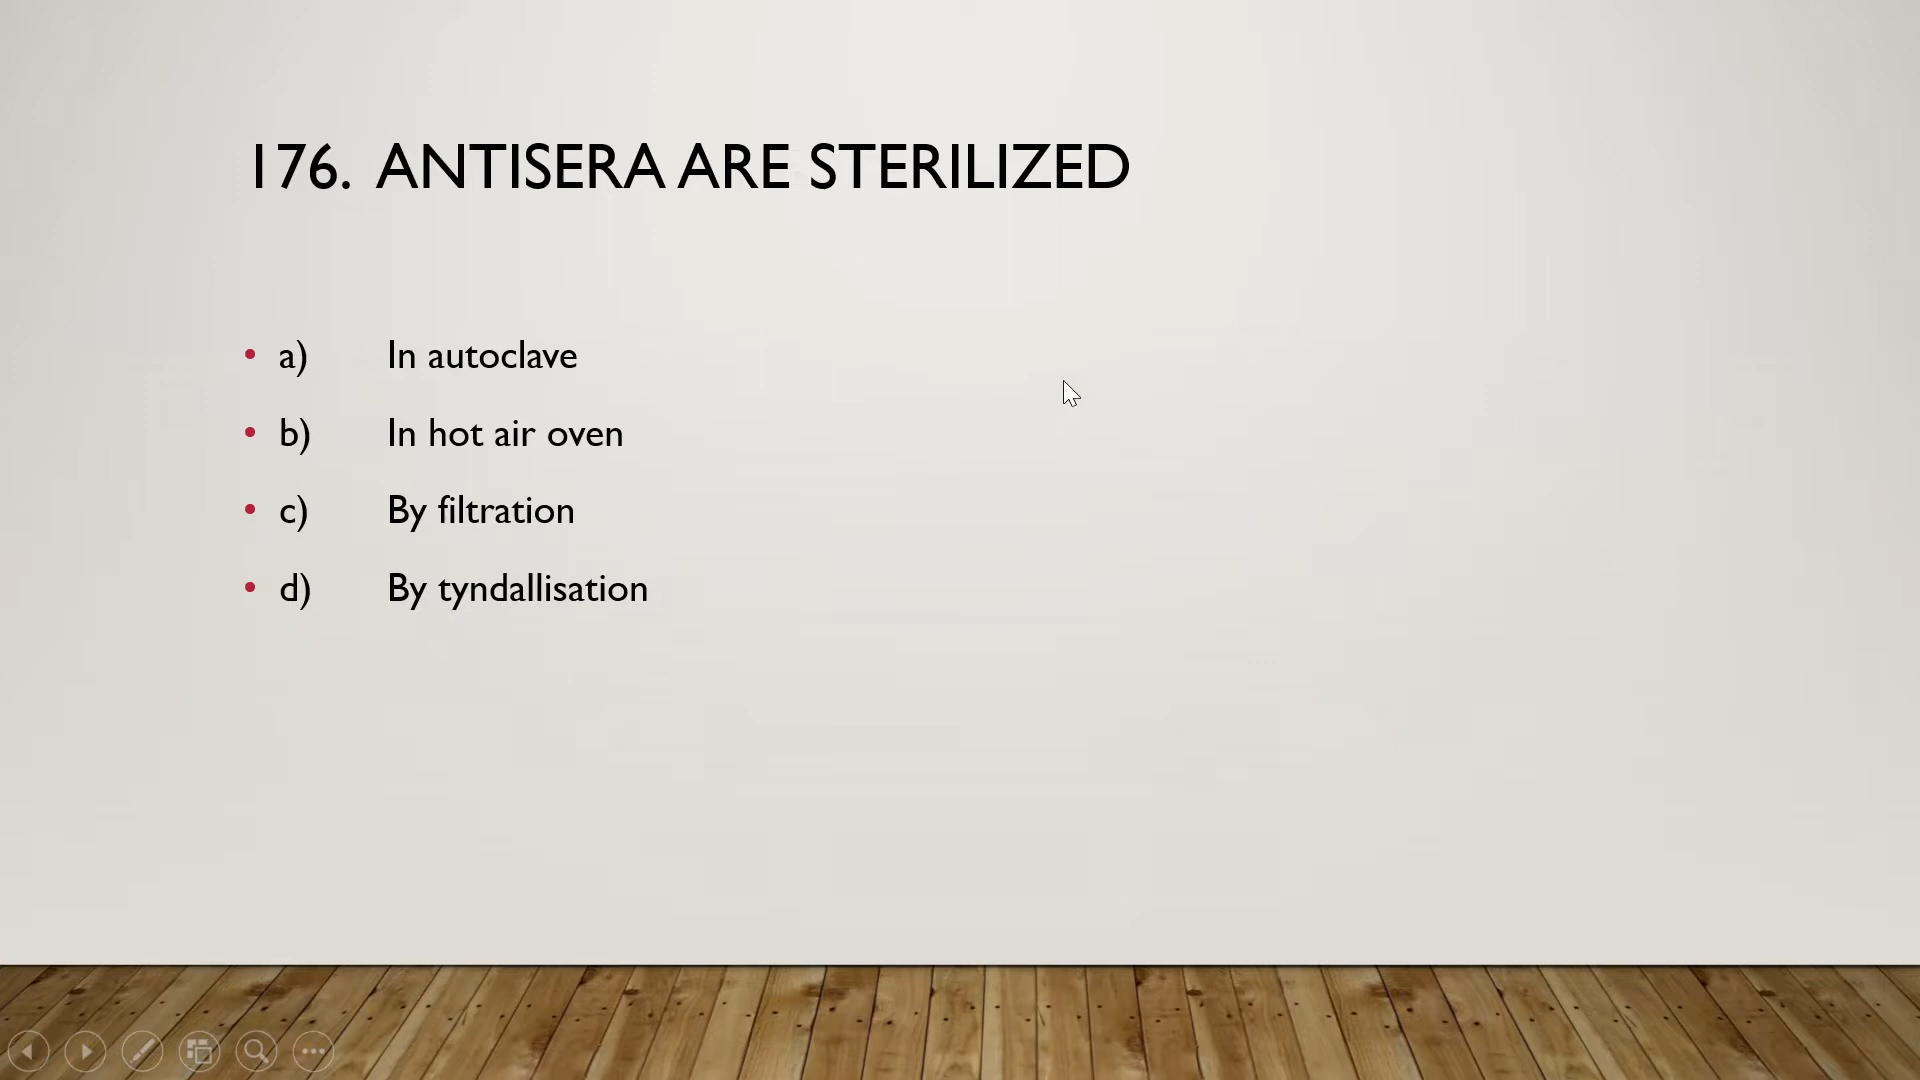 176. ANTISERA ARE STERILIZED
• a) In autoclave
• b) In hot air oven
• c) By filtration
• d) By tyndallisation